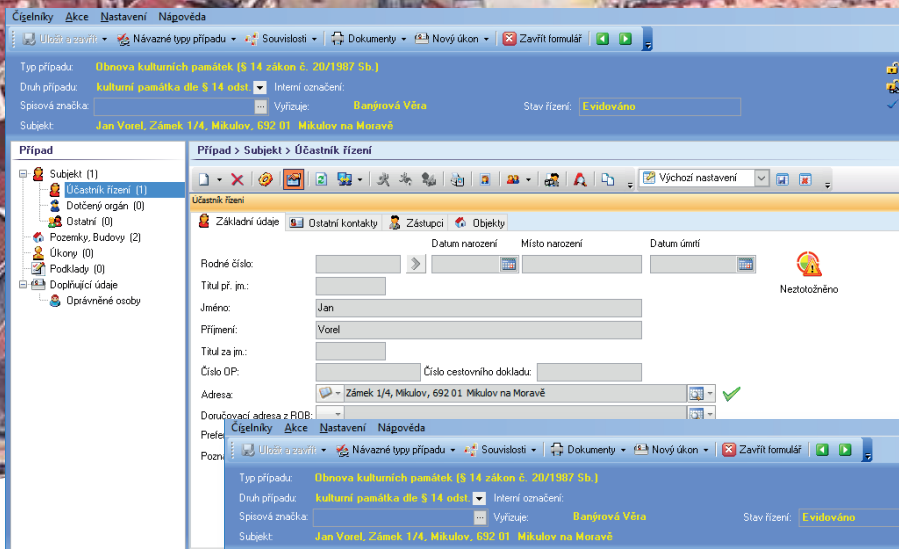 Číselníky Akce Nastavení Nápověda
Uložit a zavřít Návazné typy případu Souvislosti Dokumenty Nový úkon Zavřít formulář
Typ případu: Obnova kulturních památek (§ 14 zákon č. 20/1987 Sb.)
Druh případu: kulturní památka dle § 14 odst. Interní označení:
Spisová značka: Vyřizuje: Banýrová Věra Stav řízení: Evidováno
Subjekt: Jan Vorel, Zámek 1/4, Mikulov, 692 01 Mikulov na Moravě
Případ
Případ > Subjekt > Účastník řízení
Subjekt (1)
Účastník řízení (1)
Dotčený orgán (0)
Ostatní (0)
Pozemky, Budovy (2)
Úkony (0)
Podklady (0)
Doplňující údaje
Oprávněné osoby
Výchozí nastavení
Účastník řízení
Základní údaje Ostatní kontakty Zástupci Objekty
Datum narození Místo narození Datum úmrtí
Rodné číslo:
Neztotožněno
Titul př. jm.:
Jméno: Jan
Příjmení: Vorel
Titul za jm.:
Číslo OP: Číslo cestovního dokladu:
Adresa: Zámek 1/4, Mikulov, 692 01 Mikulov na Moravě
Doručovací adresa z ROB:
Číselníky Akce Nastavení Nápověda
Uložit a zavřít Návazné typy případu Souvislosti Dokumenty Nový úkon Zavřít formulář
Typ případu: Obnova kulturních památek (§ 14 zákon č. 20/1987 Sb.)
Druh případu: kulturní památka dle § 14 odst. Interní označení:
Spisová značka: Vyřizuje: Banýrová Věra Stav řízení: Evidováno
Subjekt: Jan Vorel, Zámek 1/4, Mikulov, 692 01 Mikulov na Moravě